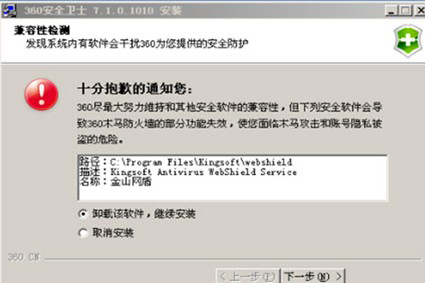 360安全卫士 7.1.0.1010 安装
兼容性检测
发现系统内有软件会干扰360为您提供的安全防护
十分抱歉的通知您：
360尽最大努力维持和其他安全软件的兼容性，但下列安全软件会导
致360木马防火墙的部分功能失效，使您面临木马攻击和账号隐私被
盗的危险。
路径：C:\Program Files\Kingsoft\webshield
描述：Kingsoft Antivirus WebShield Service
名称：金山网盾
卸载该软件，继续安装
取消安装
360 CN
< 上一步(P) 下一步(N) >